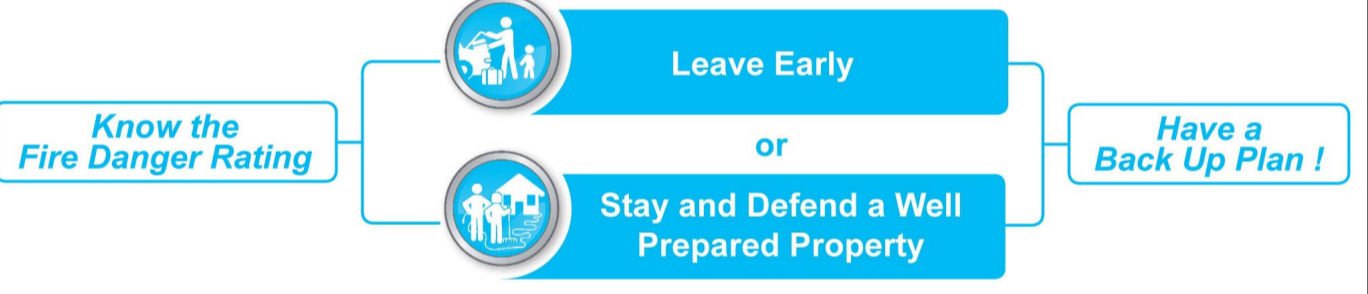 Know the
Fire Danger Rating
Leave Early
or
Stay and Defend a Well
Prepared Property
Have a
Back Up Plan !